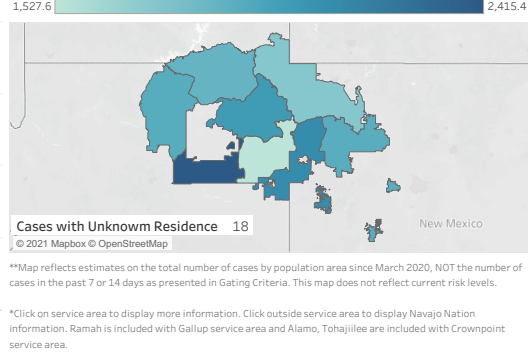 1,527.6 2,415.4
Cases with Unknowm Residence 18
New Mexico
© 2021 Mapbox © OpenStreetMap
**Map reflects estimates on the total number of cases by population area since March 2020, NOT the number of
cases in the past 7 or 14 days as presented in Gating Criteria. This map does not reflect current risk levels.
*Click on service area to display more information. Click outside service area to display Navajo Nation
information. Ramah is included with Gallup service area and Alamo, Tohajiilee are included with Crownpoint
service area.